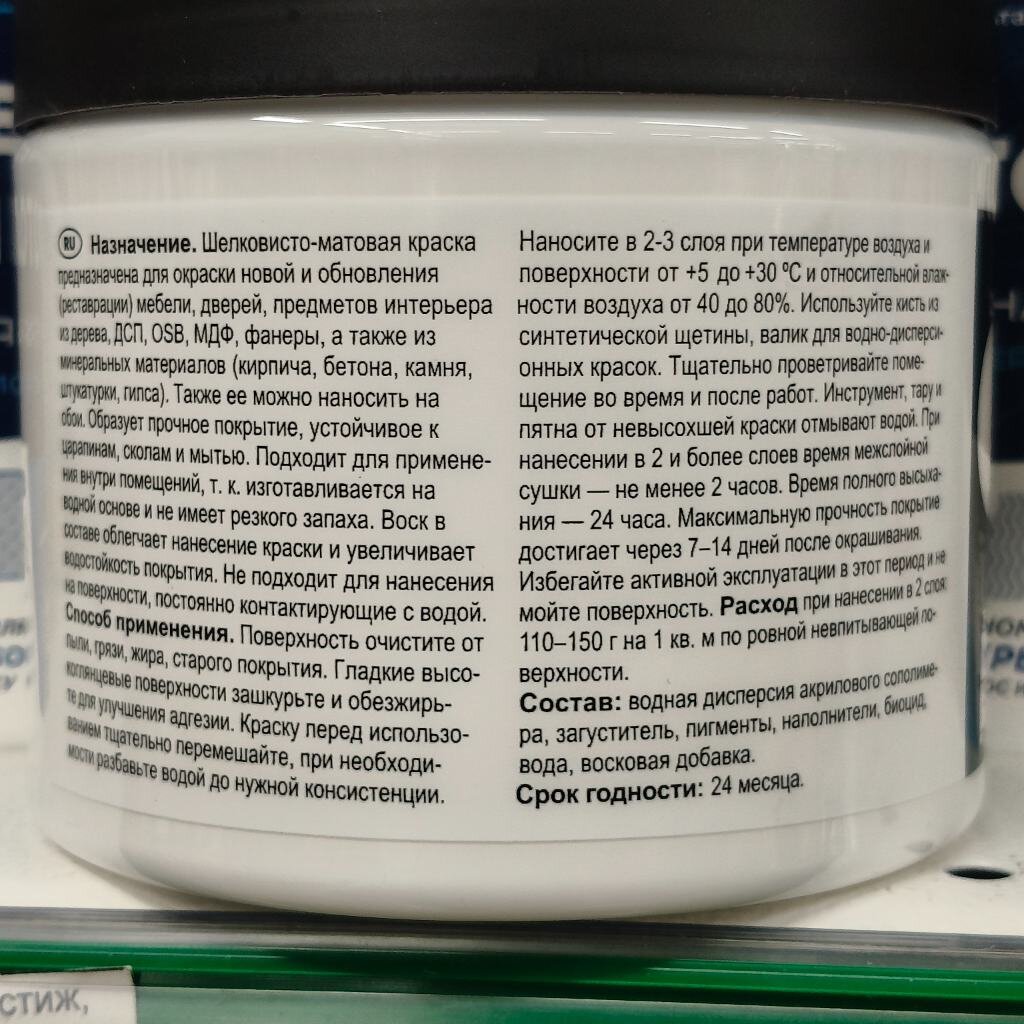 RU Назначение. Шелковисто-матовая краска
предназначена для окраски новой и обновления
(реставрации) мебели, дверей, предметов интерьера
из дерева, ДСП, OSB, МДФ, фанеры, а также из
минеральных материалов (кирпича, бетона, камня,
штукатурки, гипса). Также ее можно наносить на
обои. Образует прочное покрытие, устойчивое к
царапинам, сколам и мытью. Подходит для примене-
ния внутри помещений, т. к. изготавливается на
водной основе и не имеет резкого запаха. Воск в
составе облегчает нанесение краски и увеличивает
водостойкость покрытия. Не подходит для нанесения
на поверхности, постоянно контактирующие с водой.
Способ применения. Поверхность очистите от
пыли, грязи, жира, старого покрытия. Гладкие высо-
коглянцевые поверхности зашкурьте и обезжирь-
те для улучшения адгезии. Краску перед использо-
ванием тщательно перемешайте, при необходи-
мости разбавьте водой до нужной консистенции.
Наносите в 2-3 слоя при температуре воздуха и
поверхности от +5 до +30 ºС и относительной влаж-
ности воздуха от 40 до 80%. Используйте кисть из
синтетической щетины, валик для водно-дисперси-
онных красок. Тщательно проветривайте поме-
щение во время и после работ. Инструмент, тару и
пятна от невысохшей краски отмывают водой. При
нанесении в 2 и более слоев время межслойной
сушки — не менее 2 часов. Время полного высыха-
ния — 24 часа. Максимальную прочность покрытие
достигает через 7–14 дней после окрашивания.
Избегайте активной эксплуатации в этот период и не
мойте поверхность. Расход при нанесении в 2 слоя:
110–150 г на 1 кв. м по ровной невпитывающей по-
верхности.
Состав: водная дисперсия акрилового сополиме-
ра, загуститель, пигменты, наполнители, биоцид,
вода, восковая добавка.
Срок годности: 24 месяца.
СТИЖ,